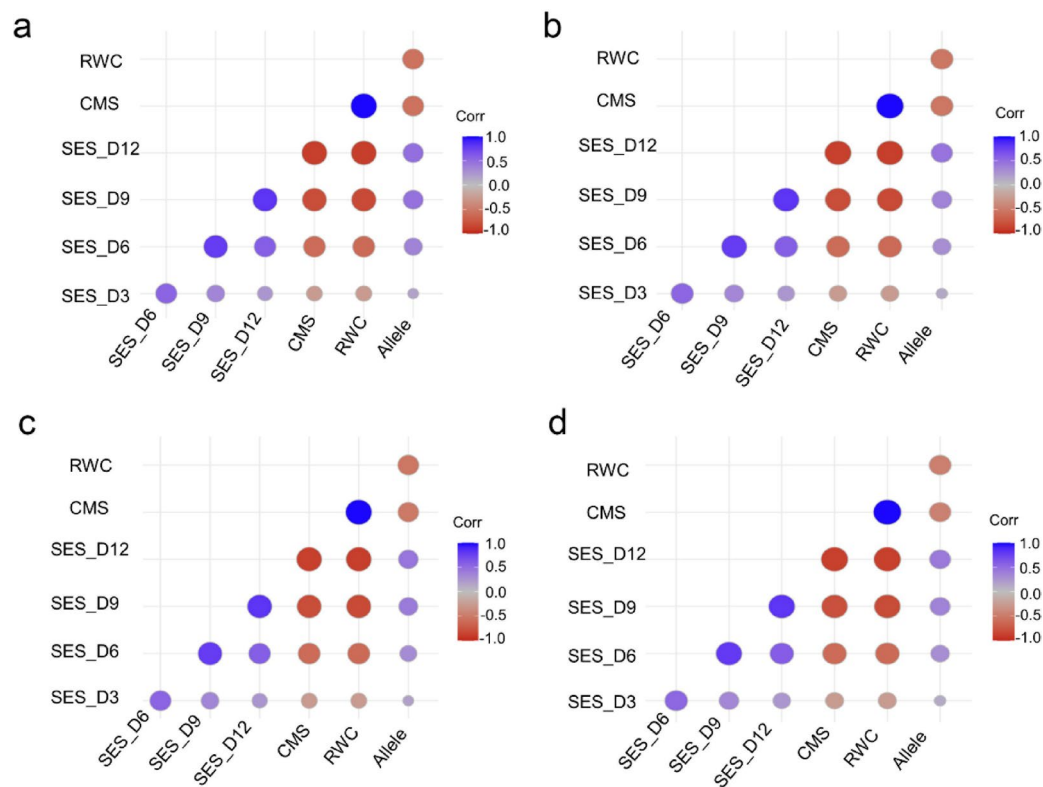 a
RWC
CMS
SES_D12
SES_D9
SES_D6
SES_D3
SES_D6
SES_D9
SES_D12
CMS
RWC
Allele
Corr
1.0
0.5
0.0
-0.5
-1.0
b
RWC
CMS
SES_D12
SES_D9
SES_D6
SES_D3
SES_D6
SES_D9
SES_D12
CMS
RWC
Allele
Corr
1.0
0.5
0.0
-0.5
-1.0
c
RWC
CMS
SES_D12
SES_D9
SES_D6
SES_D3
SES_D6
SES_D9
SES_D12
CMS
RWC
Allele
Corr
1.0
0.5
0.0
-0.5
-1.0
d
RWC
CMS
SES_D12
SES_D9
SES_D6
SES_D3
SES_D6
SES_D9
SES_D12
CMS
RWC
Allele
Corr
1.0
0.5
0.0
-0.5
-1.0